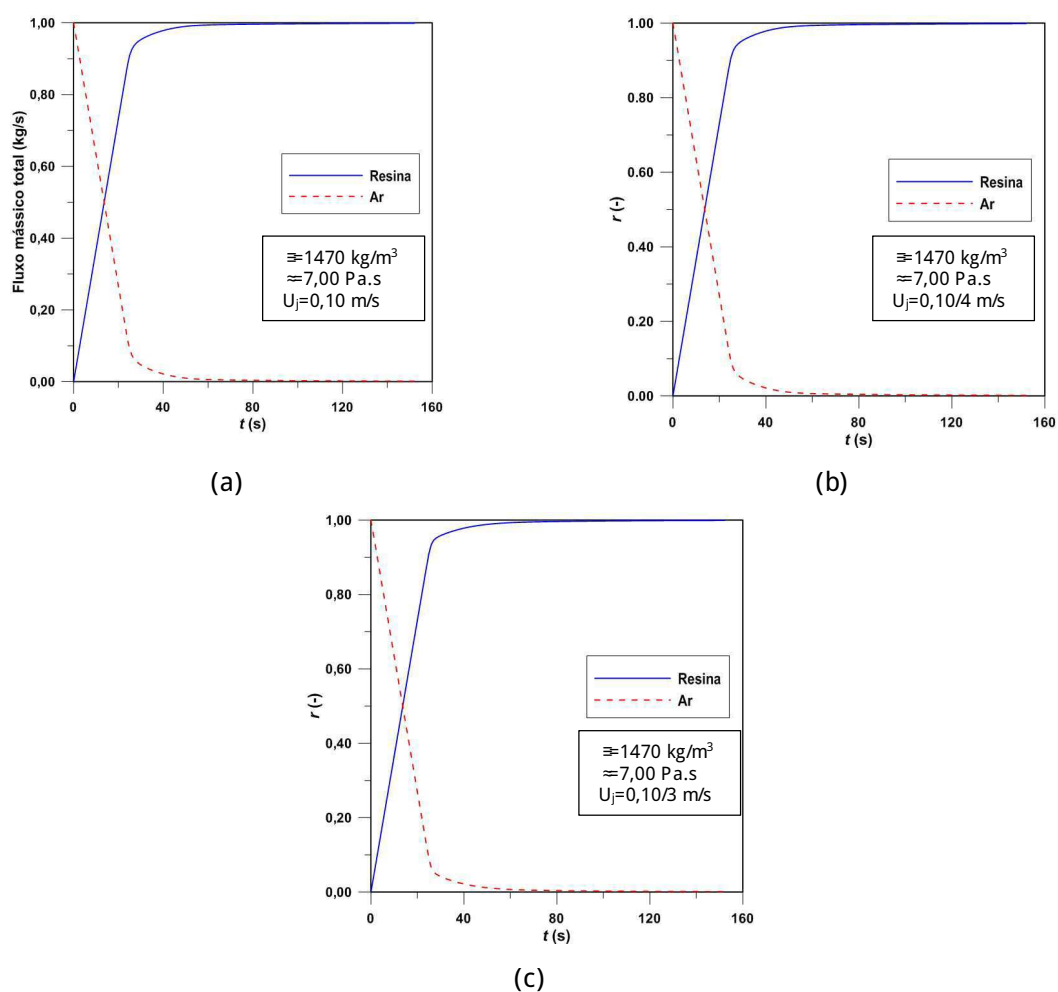 1,00
0,80
0,60
0,40
0,20
0,00
Fluxo mássico total (kg/s)
Resina
Ar
=1470 kg/m³
=7,00 Pa.s
Uj=0,10 m/s
0 40 80 120 160
t (s)
(a)
1.00
0.80
0.60
0.40
0.20
0.00
r (-)
Resina
Ar
=1470 kg/m³
=7,00 Pa.s
Uj=0,10/4 m/s
0 40 80 120 160
t (s)
(b)
1,00
0,80
0,60
0,40
0,20
0,00
r (-)
Resina
Ar
=1470 kg/m³
=7,00 Pa.s
Uj=0,10/3 m/s
0 40 80 120 160
t (s)
(c)